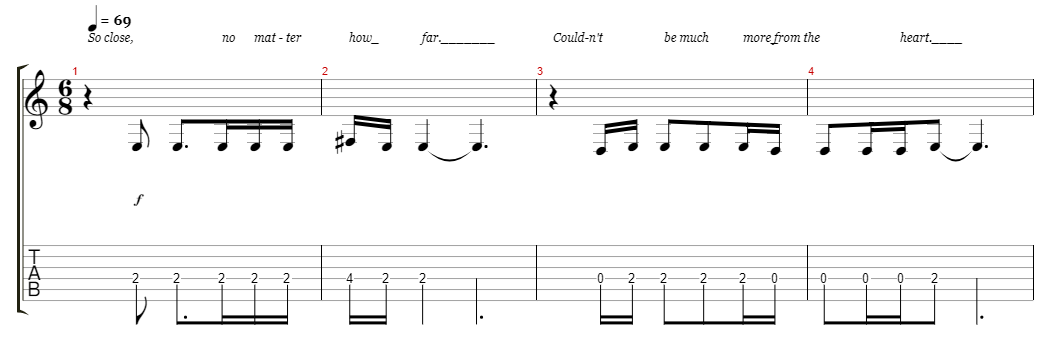 = 69
So close, no mat - ter how_ far.________ Could-n't be much more from the heart.____
1 2 3 4
6
8
f
T
A
B
2 2 2 2 2 4 2 2 0 2 2 2 2 0 0 0 0 2